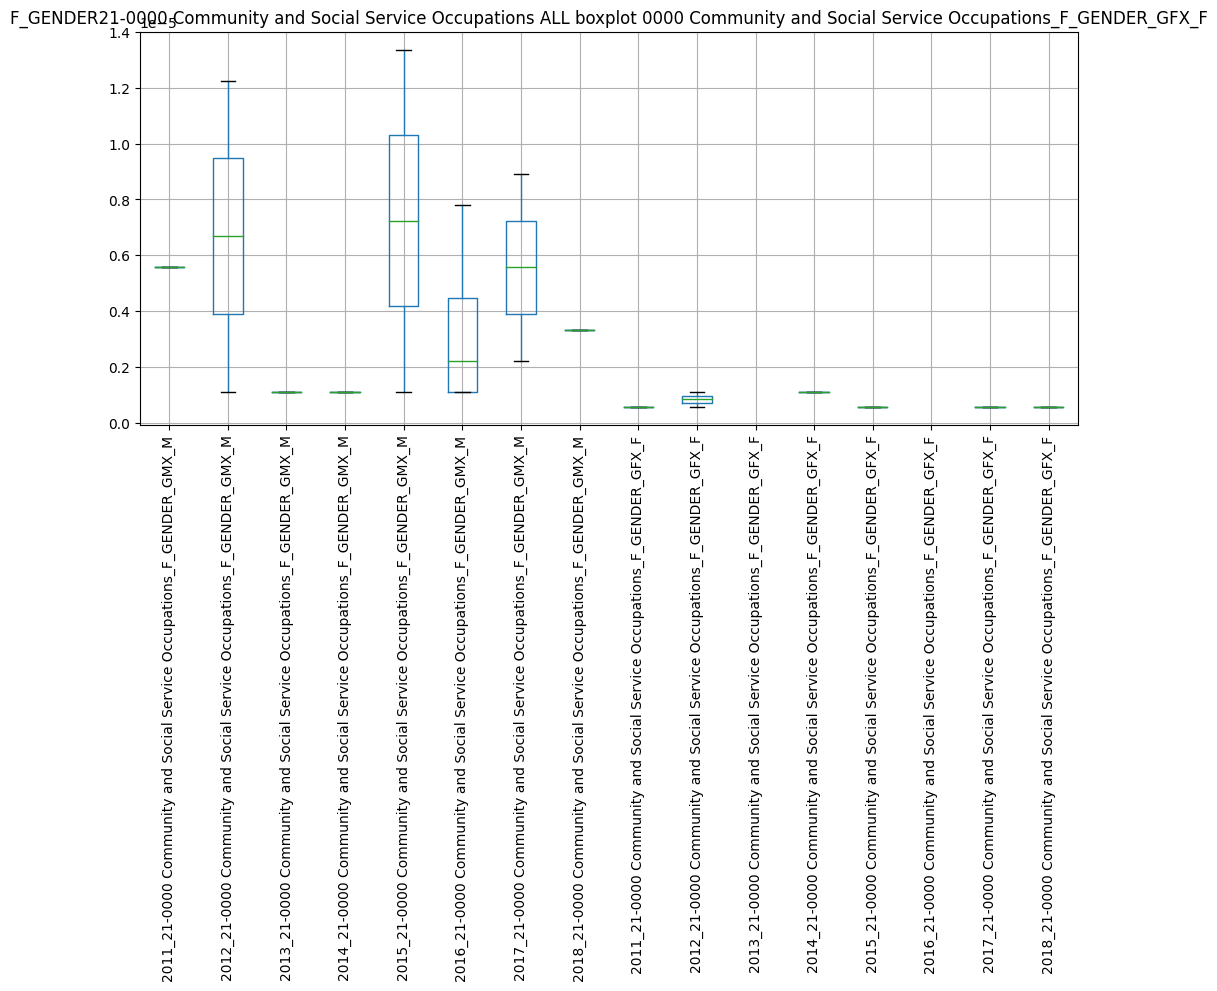 F_GENDER21-0000 Community and Social Service Occupations ALL boxplot 0000 Community and Social Service Occupations_F_GENDER_GFX_F
1e-5
1.4
1.2
1.0
0.8
0.6
0.4
0.2
0.0
2011_21-0000 Community and Social Service Occupations_F_GENDER_GMX_M
2012_21-0000 Community and Social Service Occupations_F_GENDER_GMX_M
2013_21-0000 Community and Social Service Occupations_F_GENDER_GMX_M
2014_21-0000 Community and Social Service Occupations_F_GENDER_GMX_M
2015_21-0000 Community and Social Service Occupations_F_GENDER_GMX_M
2016_21-0000 Community and Social Service Occupations_F_GENDER_GMX_M
2017_21-0000 Community and Social Service Occupations_F_GENDER_GMX_M
2018_21-0000 Community and Social Service Occupations_F_GENDER_GMX_M
2011_21-0000 Community and Social Service Occupations_F_GENDER_GFX_F
2012_21-0000 Community and Social Service Occupations_F_GENDER_GFX_F
2013_21-0000 Community and Social Service Occupations_F_GENDER_GFX_F
2014_21-0000 Community and Social Service Occupations_F_GENDER_GFX_F
2015_21-0000 Community and Social Service Occupations_F_GENDER_GFX_F
2016_21-0000 Community and Social Service Occupations_F_GENDER_GFX_F
2017_21-0000 Community and Social Service Occupations_F_GENDER_GFX_F
2018_21-0000 Community and Social Service Occupations_F_GENDER_GFX_F